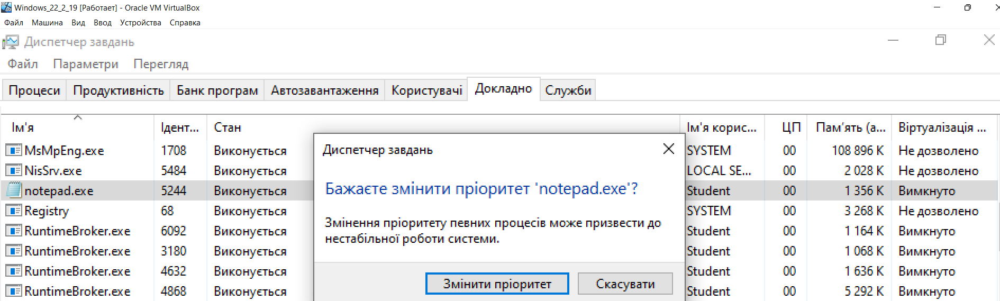 Windows_22_2_19 [Работает] - Oracle VM VirtualBox
Файл Машина Вид Ввод Устройства Справка
Диспетчер завдань
Файл Параметри Перегляд
Процеси Продуктивність Банк програм Автозавантаження Користувачі Докладно Служби
Ім'я Ідент... Стан Ім'я корис... ЦП Пам'ять (а... Віртуалізація ...
MsMpEng.exe 1708 Виконується SYSTEM 00 108 896 K Не дозволено
NisSrv.exe 5484 Виконується LOCAL SE... 00 2 028 K Не дозволено
notepad.exe 5244 Виконується Student 00 1 356 K Вимкнуто
Registry 68 Виконується SYSTEM 00 3 268 K Не дозволено
RuntimeBroker.exe 6092 Виконується Student 00 1 164 K Вимкнуто
RuntimeBroker.exe 3180 Виконується Student 00 1 068 K Вимкнуто
RuntimeBroker.exe 4632 Виконується Student 00 1 636 K Вимкнуто
RuntimeBroker.exe 4868 Виконується Student 00 5 292 K Вимкнуто
Диспетчер завдань
Бажаєте змінити пріоритет 'notepad.exe'?
Змінення пріоритету певних процесів може призвести до
нестабільної роботи системи.
Змінити пріоритет Скасувати